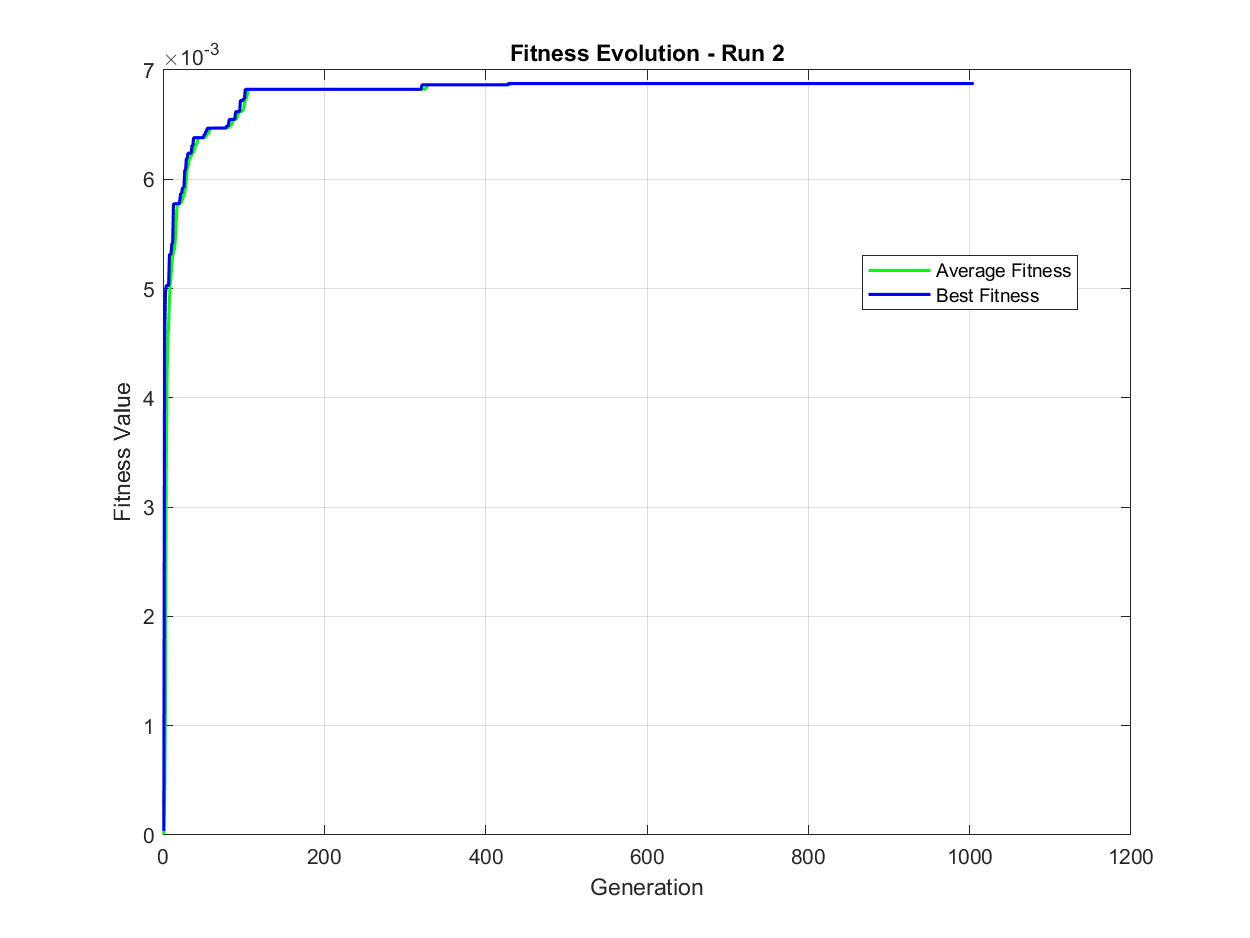 Fitness Evolution - Run 2
×10-3
7
6
5
4
3
2
1
0
Fitness Value
Average Fitness
Best Fitness
0 200 400 600 800 1000 1200
Generation